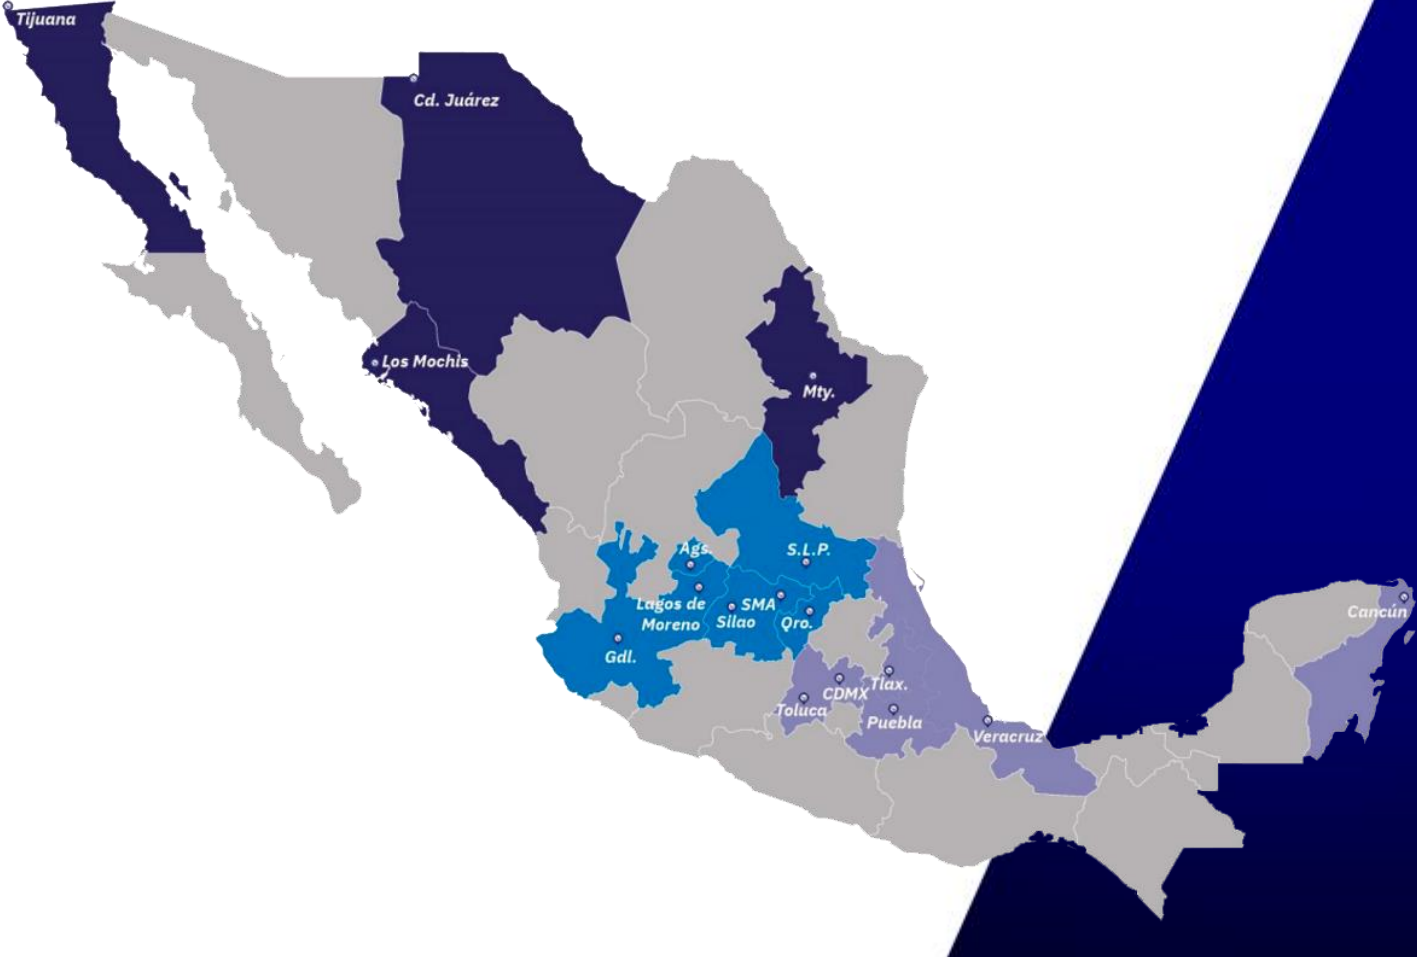 Tijuana
Cd. Juárez
Los Mochis
Mty.
Ags.
S.L.P.
Lagos de
Moreno
SMA
Silao
Qro.
Gdl.
CDMX
Tlax.
Toluca
Puebla
Veracruz
Cancún